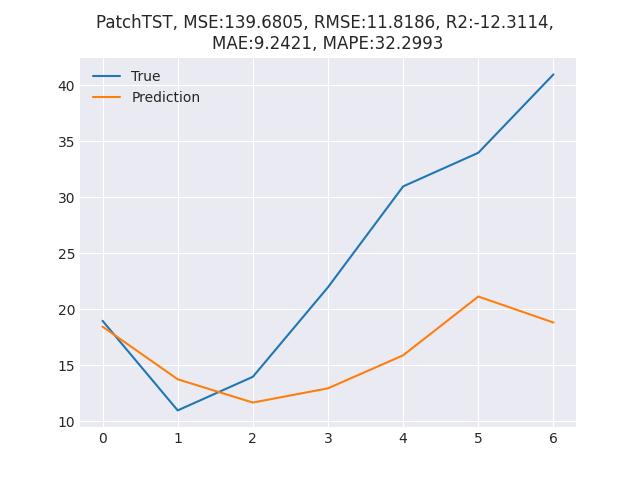 PatchTST, MSE:139.6805, RMSE:11.8186, R2:-12.3114,
MAE:9.2421, MAPE:32.2993
True
Prediction
40
35
30
25
20
15
10
0 1 2 3 4 5 6